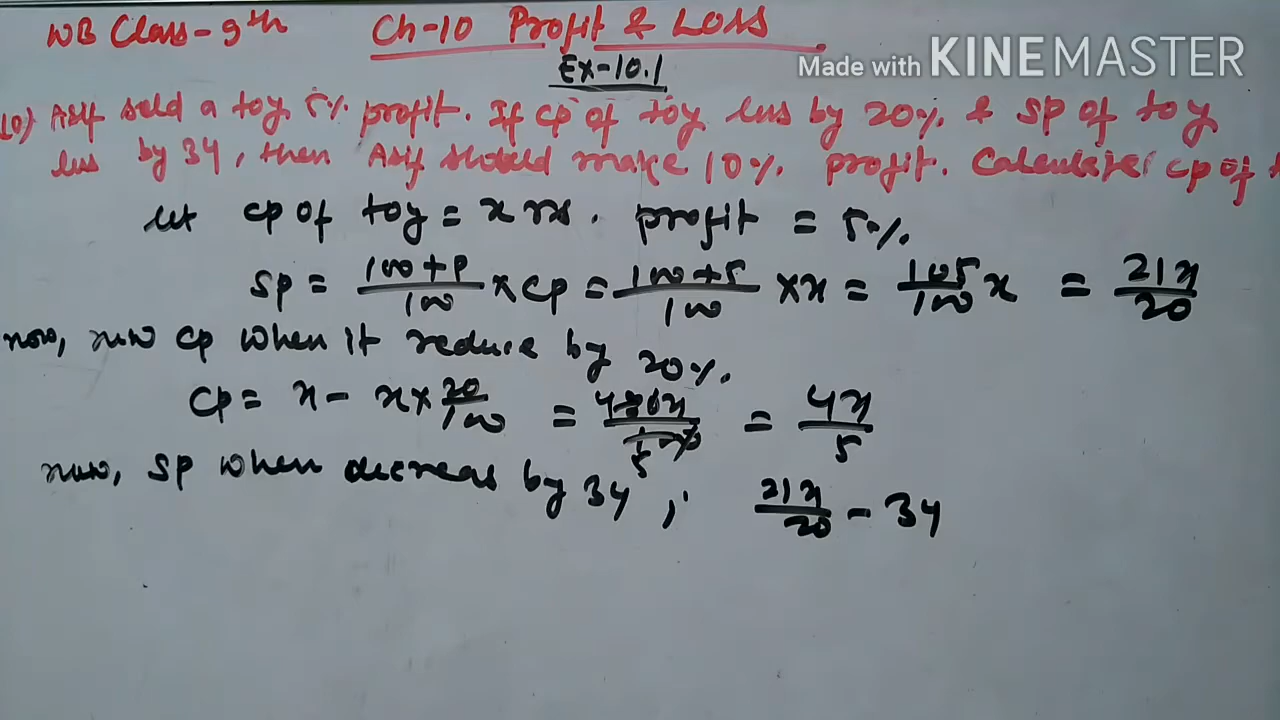 WB Class - 9th Ch-10 Profit & Loss
Made with KINEMASTER
Ex-10.1
10) Asif sold a toy 5% profit. If cp of toy less by 20% & sp of toy
less by 34, then Asif should make 10% profit. Calculate cp of
let cp of toy = x rs. profit = 5%.
sp = 100+P/100 × cp = 100+5/100 × x = 105/100 x = 21x/20
now, new cp when it reduce by 20%.
cp = x - x × 20/100 = 80x/100 = 4x/5
now, sp when decreas by 34, 21x/20 - 34